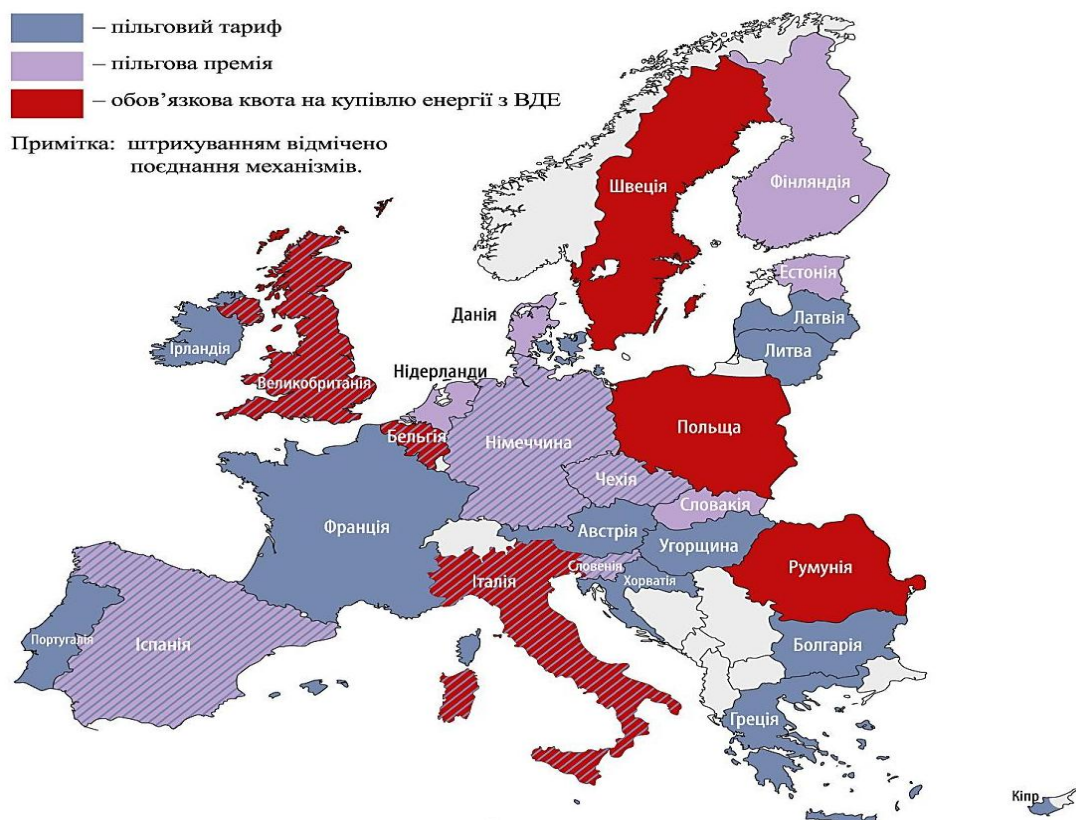 – пільговий тариф
– пільгова премія
– обов’язкова квота на купівлю енергії з ВДЕ
Примітка: штрихуванням відмічено
поєднання механізмів.
Швеція
Фінляндія
Естонія
Данія
Латвія
Ірландія
Литва
Нідерланди
Великобританія
Польща
Бельгія
Німеччина
Чехія
Словакія
Франція
Австрія
Угорщина
Словенія
Румунія
Італія
Хорватія
Португалія
Іспанія
Болгарія
Греція
Кіпр